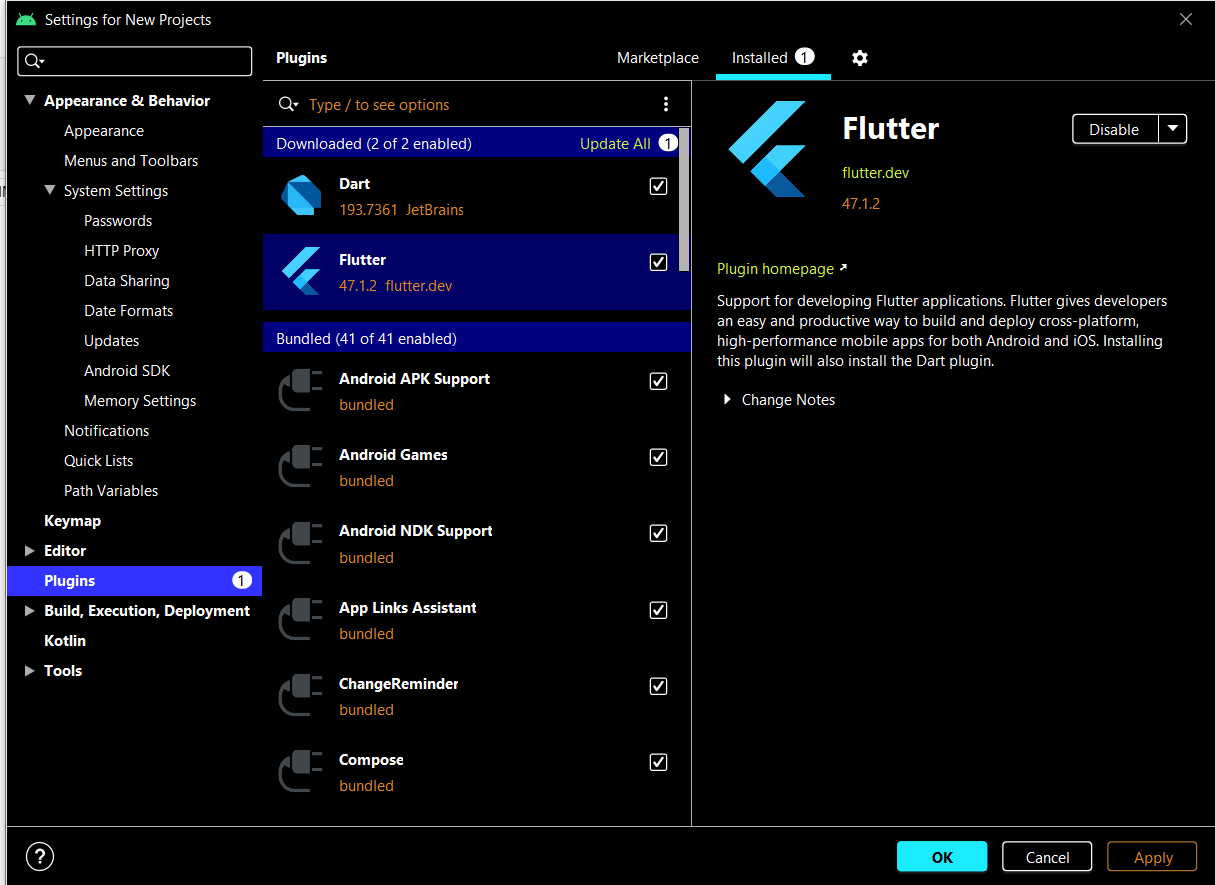 Settings for New Projects
Appearance & Behavior
Appearance
Menus and Toolbars
System Settings
Passwords
HTTP Proxy
Data Sharing
Date Formats
Updates
Android SDK
Memory Settings
Notifications
Quick Lists
Path Variables
Keymap
Editor
Plugins 1
Build, Execution, Deployment
Kotlin
Tools
Plugins
Marketplace
Installed 1
Type / to see options
Downloaded (2 of 2 enabled) Update All 1
Dart
193.7361 JetBrains
Flutter
47.1.2 flutter.dev
Bundled (41 of 41 enabled)
Android APK Support
bundled
Android Games
bundled
Android NDK Support
bundled
App Links Assistant
bundled
ChangeReminder
bundled
Compose
bundled
Flutter
Disable
flutter.dev
47.1.2
Plugin homepage
Support for developing Flutter applications. Flutter gives developers
an easy and productive way to build and deploy cross-platform,
high-performance mobile apps for both Android and iOS. Installing
this plugin will also install the Dart plugin.
Change Notes
?
OK
Cancel
Apply